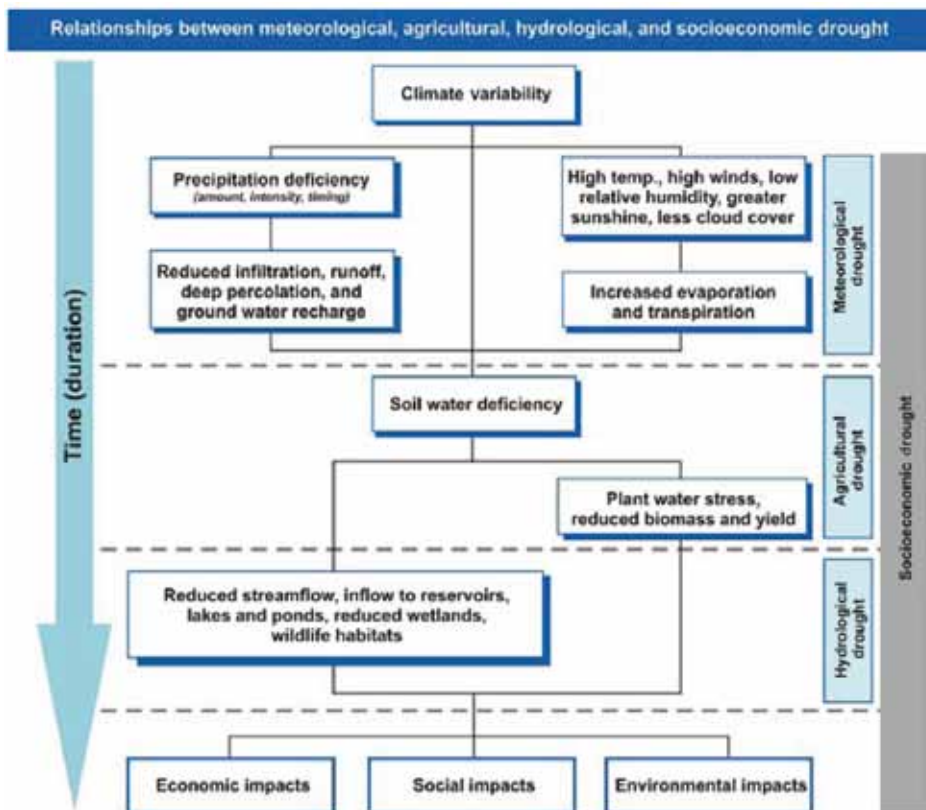 Relationships between meteorological, agricultural, hydrological, and socioeconomic drought
Time (duration)
Climate variability
Precipitation deficiency
(amount, intensity, timing)
High temp., high winds, low
relative humidity, greater
sunshine, less cloud cover
Reduced infiltration, runoff,
deep percolation, and
ground water recharge
Increased evaporation
and transpiration
Meteorological
drought
Soil water deficiency
Plant water stress,
reduced biomass and yield
Agricultural
drought
Socioeconomic drought
Reduced streamflow, inflow to reservoirs,
lakes and ponds, reduced wetlands,
wildlife habitats
Hydrological
drought
Economic impacts
Social impacts
Environmental impacts